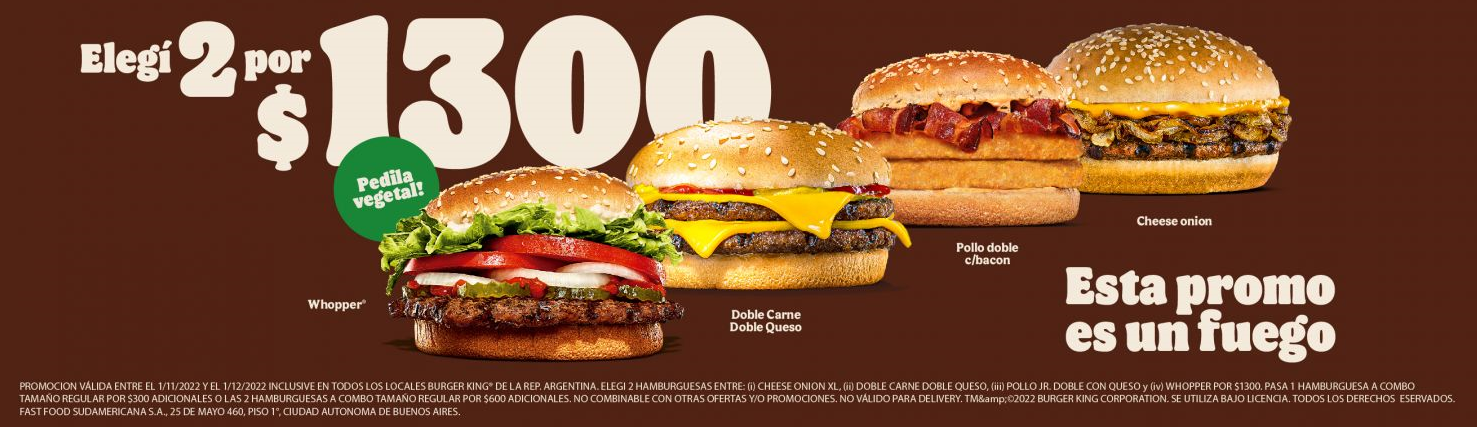 Elegí 2 por
$1300
Pedila
vegetal!
Whopper®
Doble Carne
Doble Queso
Pollo doble
c/bacon
Cheese onion
Esta promo
es un fuego
PROMOCION VÁLIDA ENTRE EL 1/11/2022 Y EL 1/12/2022 INCLUSIVE EN TODOS LOS LOCALES BURGER KING® DE LA REP. ARGENTINA. ELEGI 2 HAMBURGUESAS ENTRE: (i) CHEESE ONION XL, (ii) DOBLE CARNE DOBLE QUESO, (iii) POLLO JR. DOBLE CON QUESO y (iv) WHOPPER POR $1300. PASA 1 HAMBURGUESA A COMBO
TAMAÑO REGULAR POR $300 ADICIONALES O LAS 2 HAMBURGUESAS A COMBO TAMAÑO REGULAR POR $600 ADICIONALES. NO COMBINABLE CON OTRAS OFERTAS Y/O PROMOCIONES. NO VÁLIDO PARA DELIVERY. TM&amp;©2022 BURGER KING CORPORATION. SE UTILIZA BAJO LICENCIA. TODOS LOS DERECHOS ESERVADOS.
FAST FOOD SUDAMERICANA S.A., 25 DE MAYO 460, PISO 1°, CIUDAD AUTONOMA DE BUENOS AIRES.